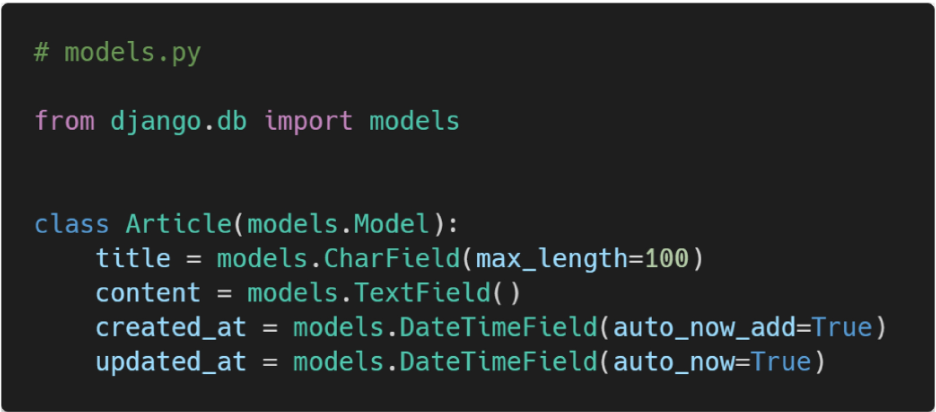 # models.py
from django.db import models
class Article(models.Model):
    title = models.CharField(max_length=100)
    content = models.TextField()
    created_at = models.DateTimeField(auto_now_add=True)
    updated_at = models.DateTimeField(auto_now=True)